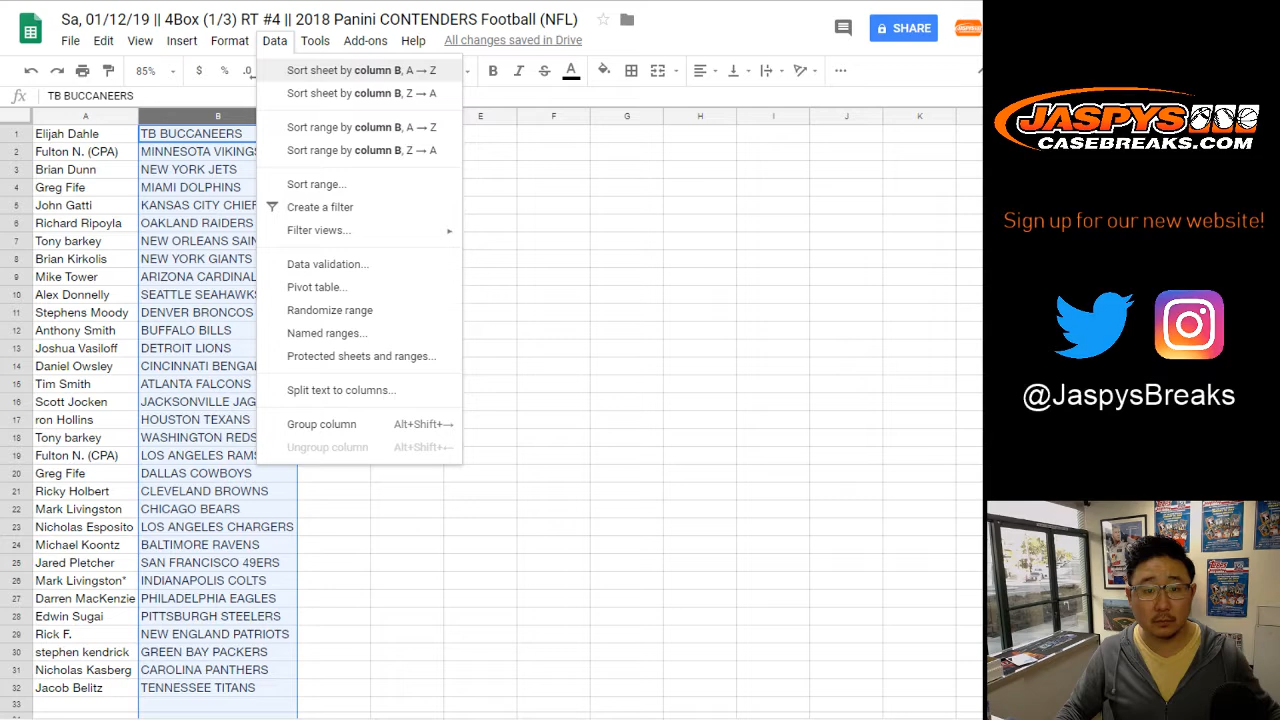 Sa, 01/12/19 || 4Box (1/3) RT #4 || 2018 Panini CONTENDERS Football (NFL)
File Edit View Insert Format Data Tools Add-ons Help All changes saved in Drive
SHARE
85% $ % .0
fx TB BUCCANEERS
Sort sheet by column B, A → Z
Sort sheet by column B, Z → A
Sort range by column B, A → Z
Sort range by column B, Z → A
Sort range...
Create a filter
Filter views...
Data validation...
Pivot table...
Randomize range
Named ranges...
Protected sheets and ranges...
Split text to columns...
Group column Alt+Shift+→
Ungroup column Alt+Shift+←
A B E F G H I J K
1 Elijah Dahle TB BUCCANEERS
2 Fulton N. (CPA) MINNESOTA VIKINGS
3 Brian Dunn NEW YORK JETS
4 Greg Fife MIAMI DOLPHINS
5 John Gatti KANSAS CITY CHIEF
6 Richard Ripoyla OAKLAND RAIDERS
7 Tony barkey NEW ORLEANS SAIN
8 Brian Kirkolis NEW YORK GIANTS
9 Mike Tower ARIZONA CARDINAL
10 Alex Donnelly SEATTLE SEAHAWKS
11 Stephens Moody DENVER BRONCOS
12 Anthony Smith BUFFALO BILLS
13 Joshua Vasiloff DETROIT LIONS
14 Daniel Owsley CINCINNATI BENGA
15 Tim Smith ATLANTA FALCONS
16 Scott Jocken JACKSONVILLE JAG
17 ron Hollins HOUSTON TEXANS
18 Tony barkey WASHINGTON REDS
19 Fulton N. (CPA) LOS ANGELES RAMS
20 Greg Fife DALLAS COWBOYS
21 Ricky Holbert CLEVELAND BROWNS
22 Mark Livingston CHICAGO BEARS
23 Nicholas Esposito LOS ANGELES CHARGERS
24 Michael Koontz BALTIMORE RAVENS
25 Jared Pletcher SAN FRANCISCO 49ERS
26 Mark Livingston* INDIANAPOLIS COLTS
27 Darren MacKenzie PHILADELPHIA EAGLES
28 Edwin Sugai PITTSBURGH STEELERS
29 Rick F. NEW ENGLAND PATRIOTS
30 stephen kendrick GREEN BAY PACKERS
31 Nicholas Kasberg CAROLINA PANTHERS
32 Jacob Belitz TENNESSEE TITANS
33
JASPYS
CASEBREAKS.COM
Sign up for our new website!
@JaspysBreaks